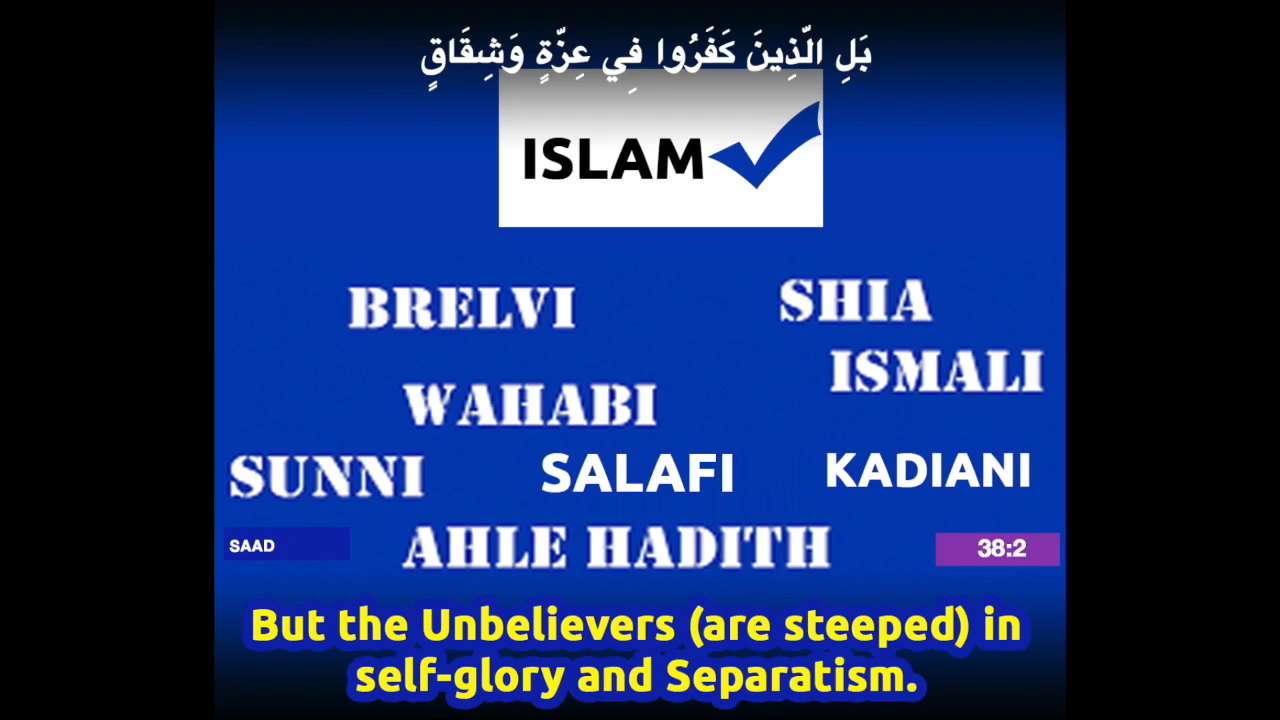 بَلِ الَّذِينَ كَفَرُوا فِي عِزَّةٍ وَشِقَاقٍ
ISLAM
BRELVI
SHIA
ISMALI
WAHABI
SUNNI
SALAFI
KADIANI
SAAD
AHLE HADITH
38:2
But the Unbelievers (are steeped) in
self-glory and Separatism.